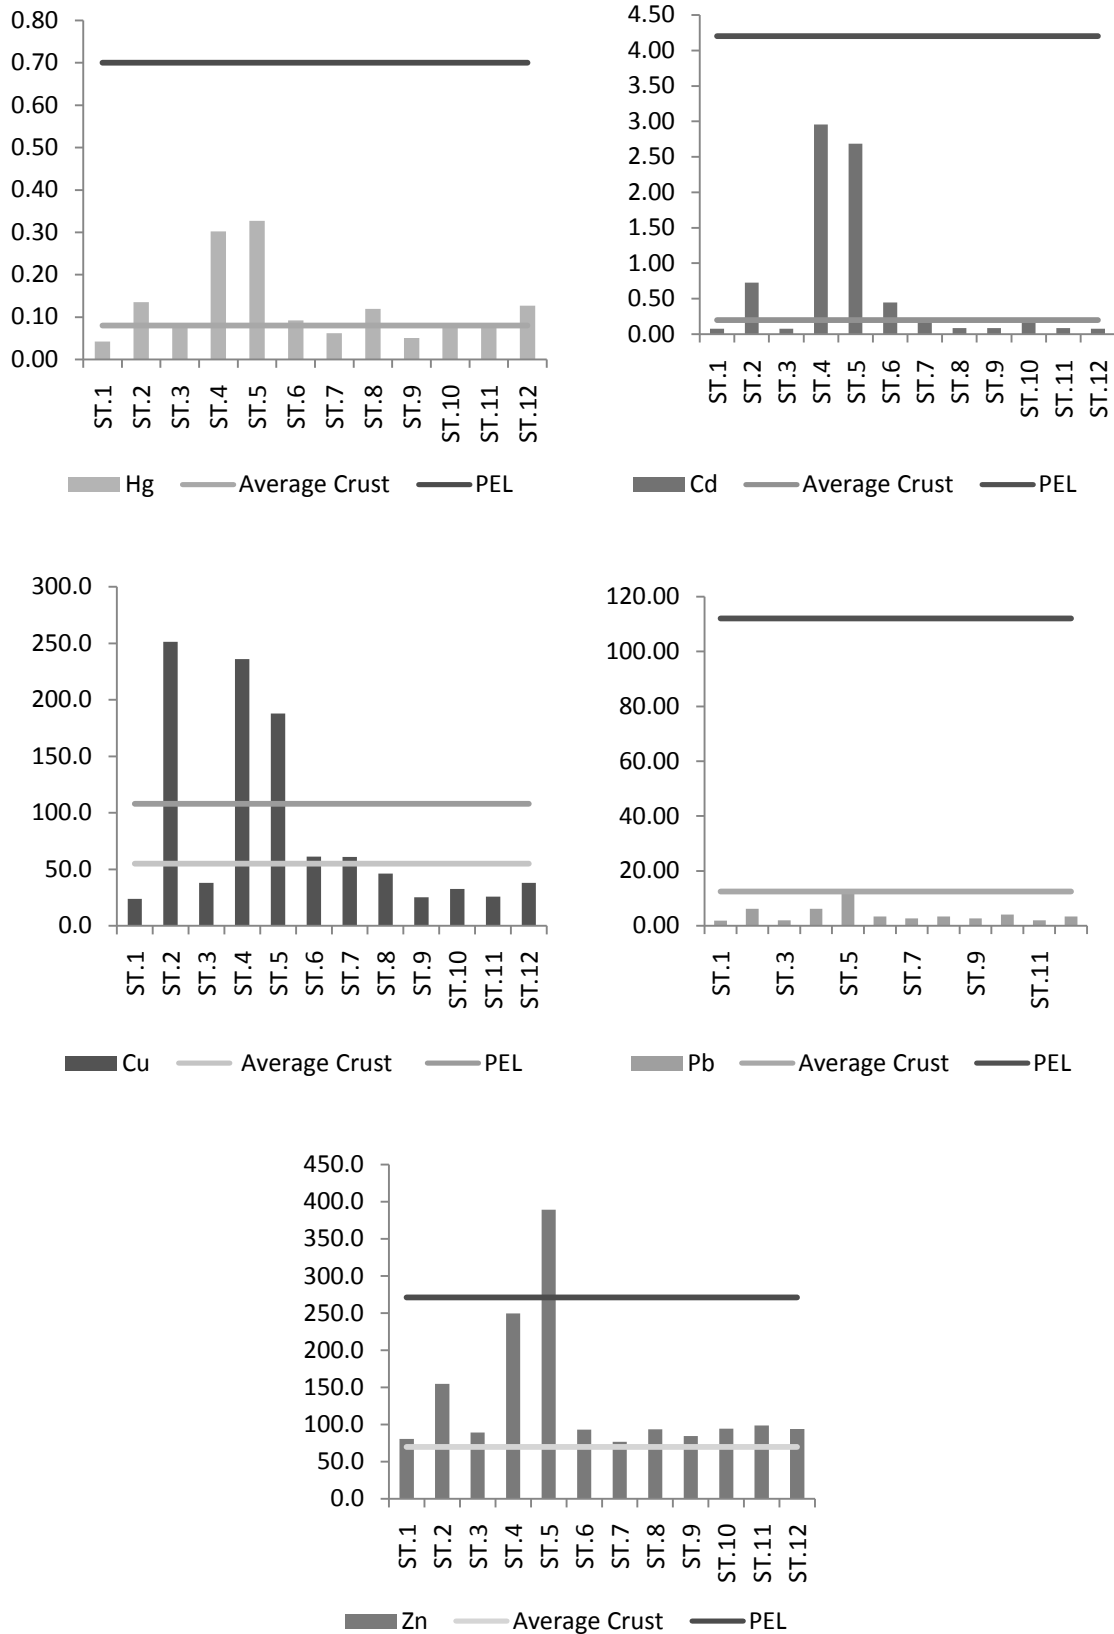 0.80
0.70
0.60
0.50
0.40
0.30
0.20
0.10
0.00
ST.1
ST.2
ST.3
ST.4
ST.5
ST.6
ST.7
ST.8
ST.9
ST.10
ST.11
ST.12
Hg Average Crust PEL
4.50
4.00
3.50
3.00
2.50
2.00
1.50
1.00
0.50
0.00
ST.1
ST.2
ST.3
ST.4
ST.5
ST.6
ST.7
ST.8
ST.9
ST.10
ST.11
ST.12
Cd Average Crust PEL
300.0
250.0
200.0
150.0
100.0
50.0
0.0
ST.1
ST.2
ST.3
ST.4
ST.5
ST.6
ST.7
ST.8
ST.9
ST.10
ST.11
ST.12
Cu Average Crust PEL
120.00
100.00
80.00
60.00
40.00
20.00
0.00
ST.1
ST.3
ST.5
ST.7
ST.9
ST.11
Pb Average Crust PEL
450.0
400.0
350.0
300.0
250.0
200.0
150.0
100.0
50.0
0.0
ST.1
ST.2
ST.3
ST.4
ST.5
ST.6
ST.7
ST.8
ST.9
ST.10
ST.11
ST.12
Zn Average Crust PEL